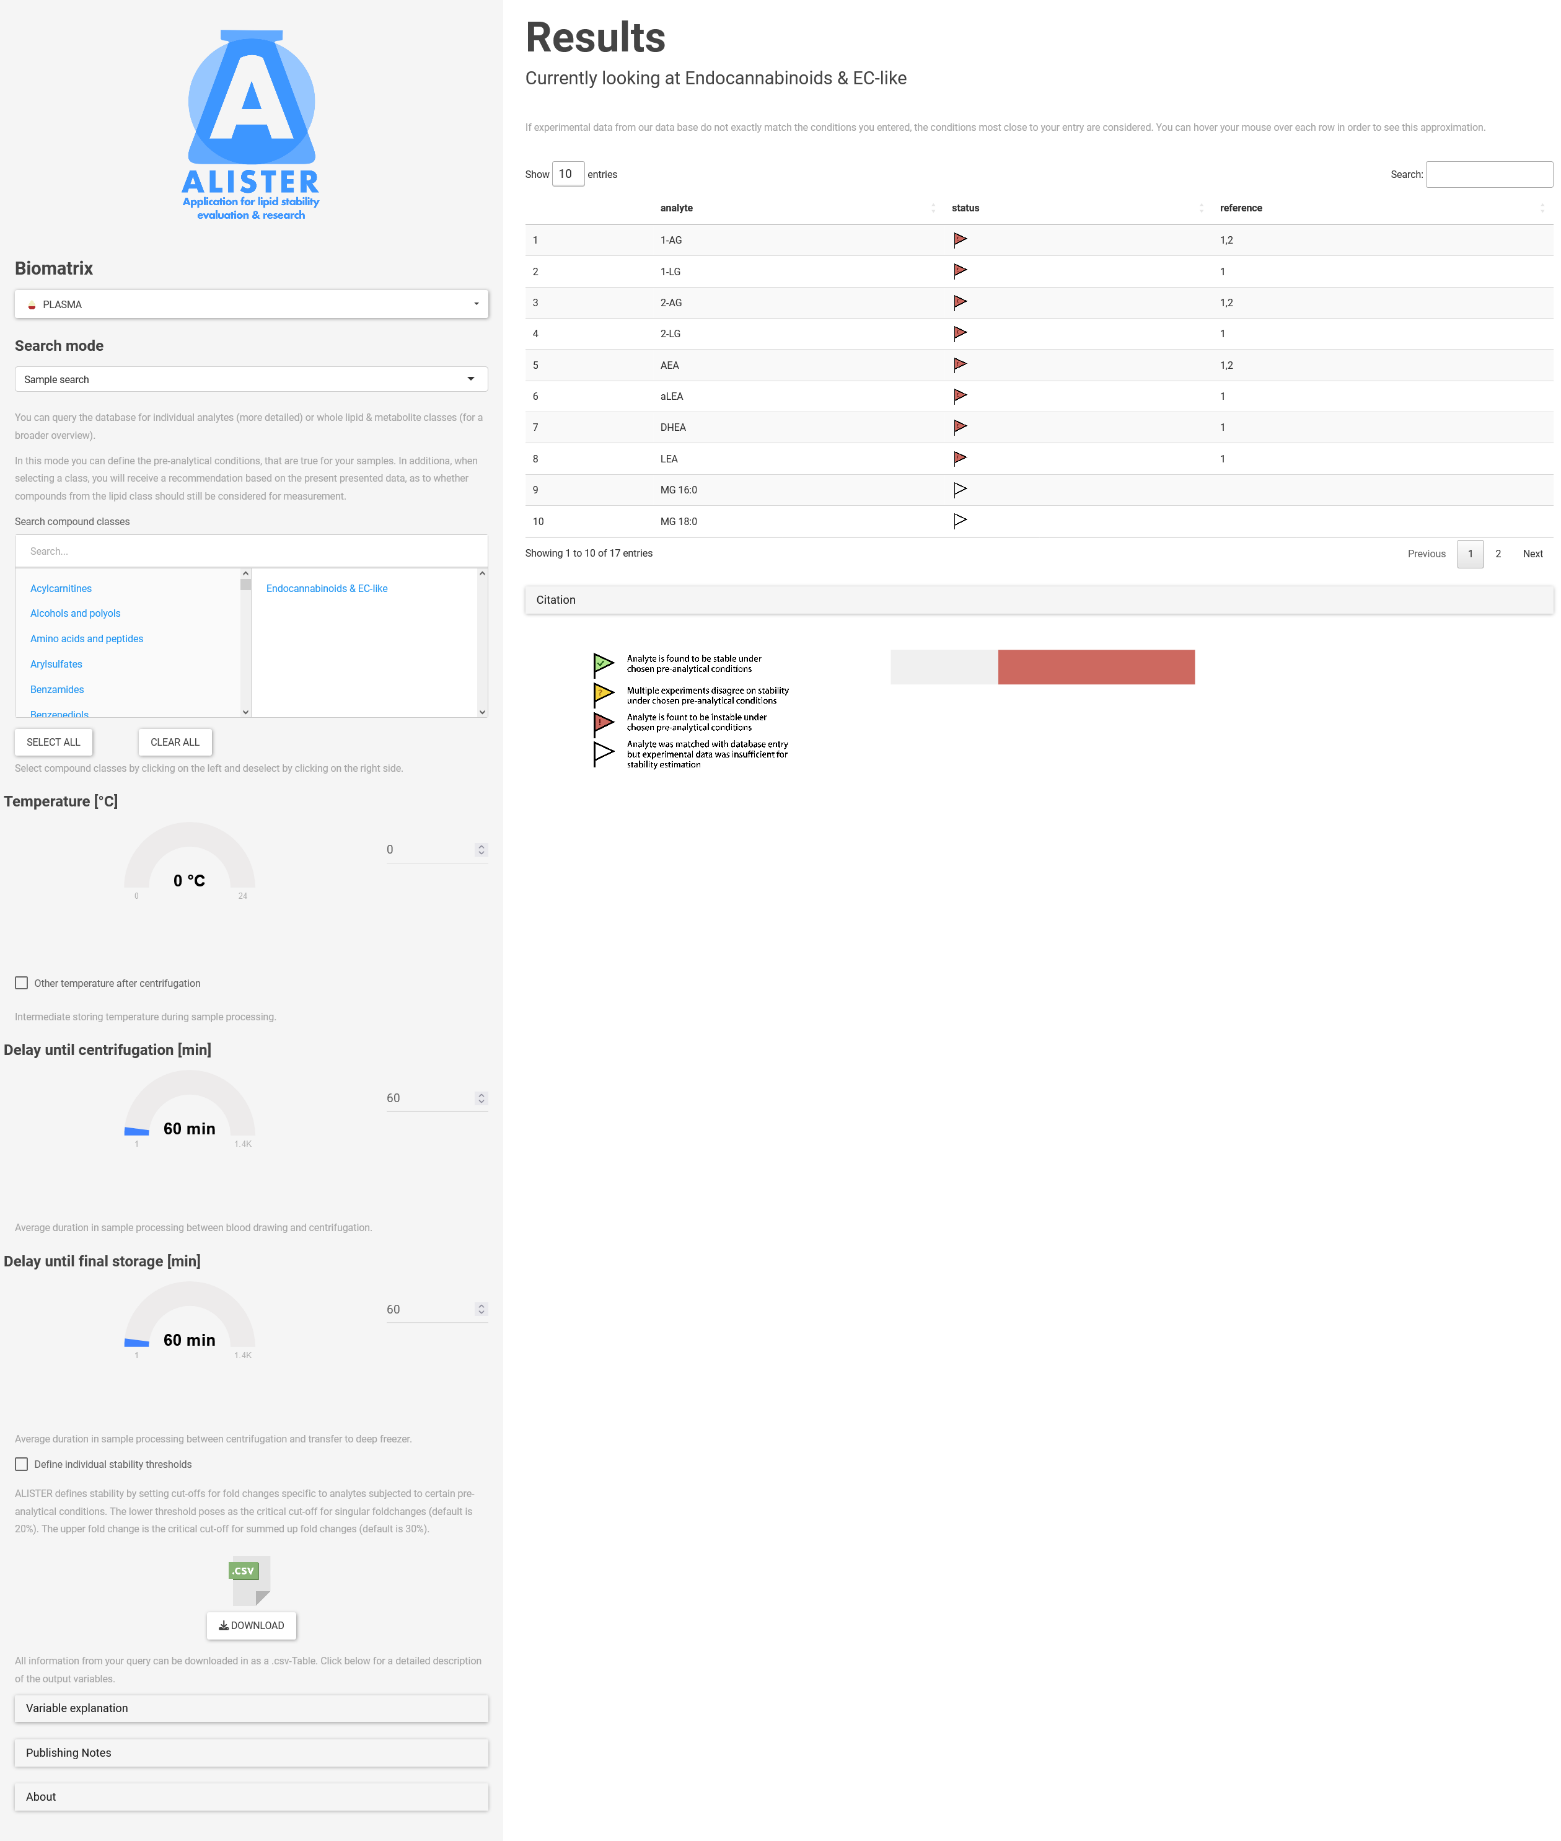 A
ALISTER
Application for lipid stability
evaluation & research
Biomatrix
PLASMA
Search mode
Sample search
You can query the database for individual analytes (more detailed) or whole lipid & metabolite classes (for a
broader overview).
In this mode you can define the pre-analytical conditions, that are true for your samples. In additiona, when
selecting a class, you will receive a recommendation based on the present presented data, as to whether
compounds from the lipid class should still be considered for measurement.
Search compound classes
Search...
Acylcarnitines
Alcohols and polyols
Amino acids and peptides
Arylsulfates
Benzamides
Benzenediols
Endocannabinoids & EC-like
SELECT ALL CLEAR ALL
Select compound classes by clicking on the left and deselect by clicking on the right side.
Temperature [°C]
0
0 °C
0 24
Other temperature after centrifugation
Intermediate storing temperature during sample processing.
Delay until centrifugation [min]
60
60 min
1 1.4K
Average duration in sample processing between blood drawing and centrifugation.
Delay until final storage [min]
60
60 min
1 1.4K
Average duration in sample processing between centrifugation and transfer to deep freezer.
Define individual stability thresholds
ALISTER defines stability by setting cut-offs for fold changes specific to analytes subjected to certain pre-
analytical conditions. The lower threshold poses as the critical cut-off for singular foldchanges (default is
20%). The upper fold change is the critical cut-off for summed up fold changes (default is 30%).
.CSV
DOWNLOAD
All information from your query can be downloaded in as a .csv-Table. Click below for a detailed description
of the output variables.
Variable explanation
Publishing Notes
About
Results
Currently looking at Endocannabinoids & EC-like
If experimental data from our data base do not exactly match the conditions you entered, the conditions most close to your entry are considered. You can hover your mouse over each row in order to see this approximation.
Show 10 entries Search:
analyte status reference
1 1-AG 1,2
2 1-LG 1
3 2-AG 1,2
4 2-LG 1
5 AEA 1,2
6 aLEA 1
7 DHEA 1
8 LEA 1
9 MG 16:0
10 MG 18:0
Showing 1 to 10 of 17 entries Previous 1 2 Next
Citation
Analyte is found to be stable under
chosen pre-analytical conditions
?
Multiple experiments disagree on stability
under chosen pre-analytical conditions
!
Analyte is fount to be instable under
chosen pre-analytical conditions
Analyte was matched with database entry
but experimental data was insufficient for
stability estimation